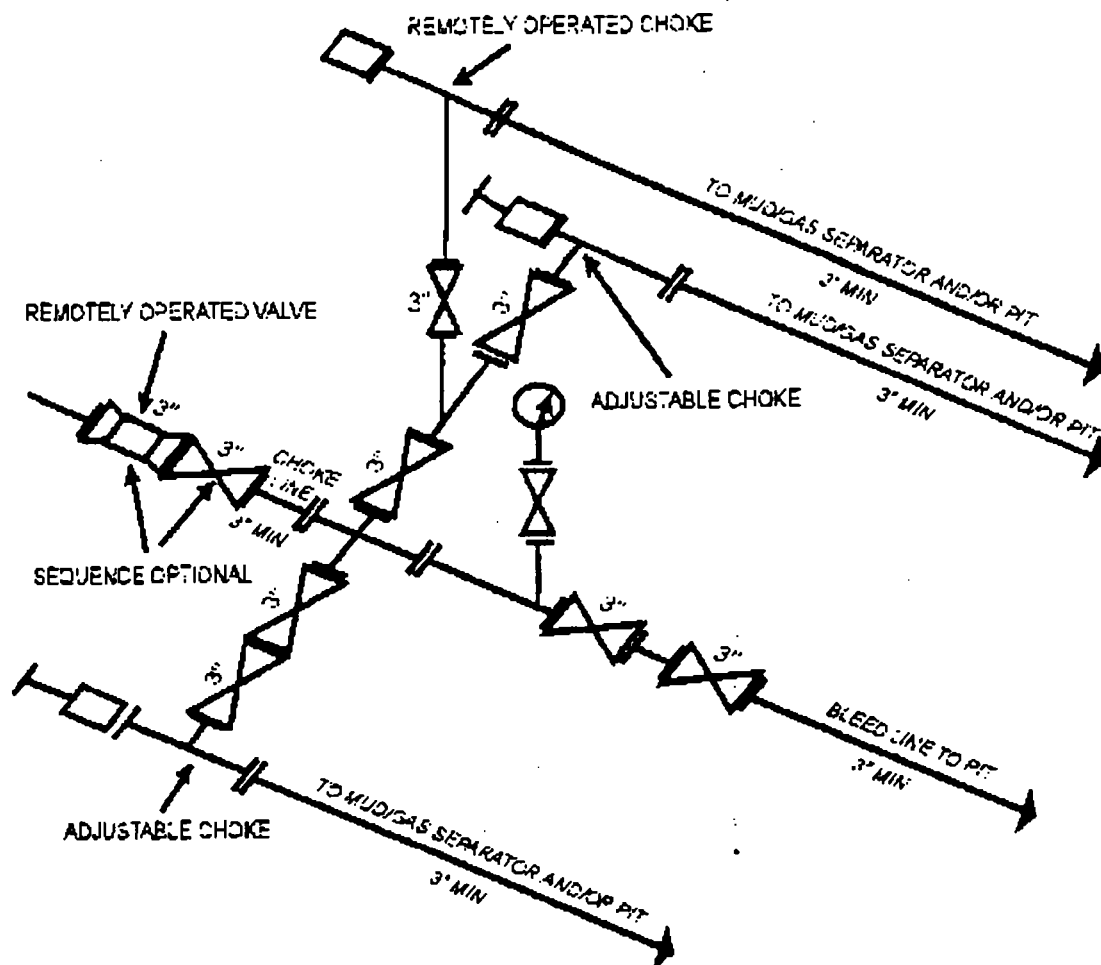 REMOTELY OPERATED CHOKE
TO MUD/GAS SEPARATOR AND/OR PIT
3" MIN
TO MUD/GAS SEPARATOR AND/OR PIT
3" MIN
3"
3"
REMOTELY OPERATED VALVE
ADJUSTABLE CHOKE
3"
3"
CHOKE
LINE
3" MIN
3"
SEQUENCE OPTIONAL
3"
3"
3"
3"
BLEED LINE TO PIT
3" MIN
ADJUSTABLE CHOKE
TO MUD/GAS SEPARATOR AND/OR PIT
3" MIN